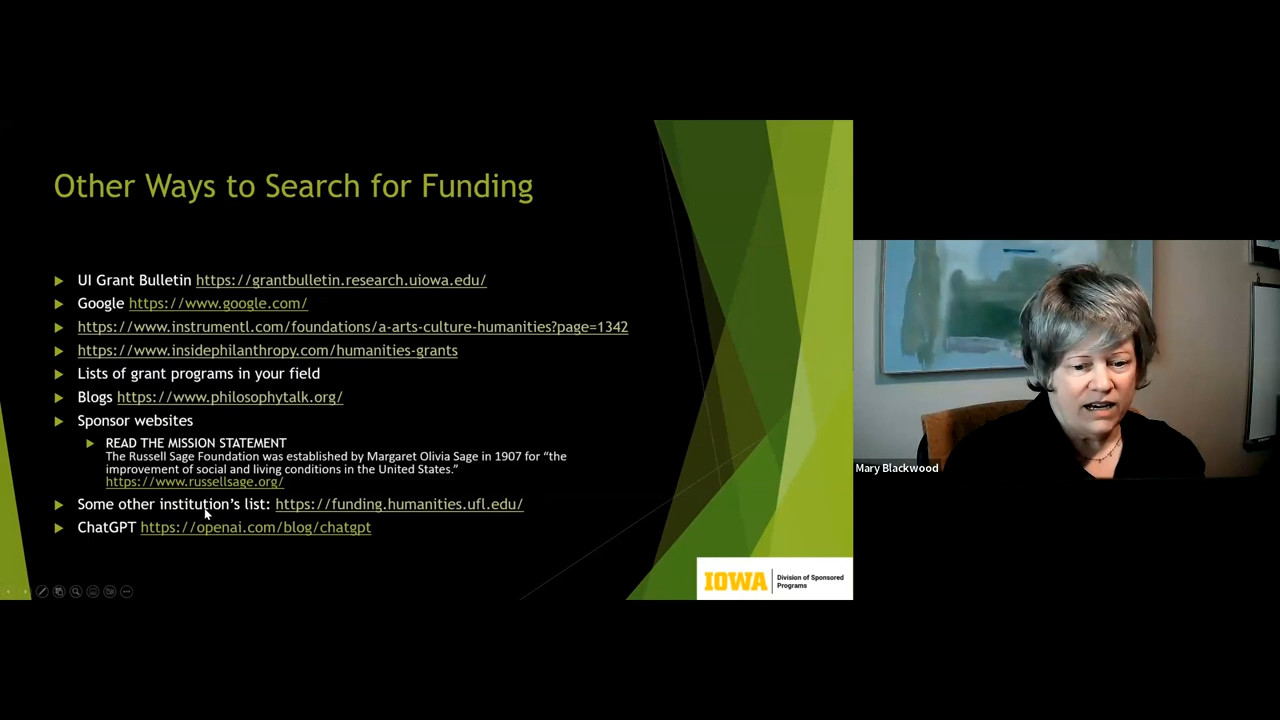 Other Ways to Search for Funding
UI Grant Bulletin https://grantbulletin.research.uiowa.edu/
Google https://www.google.com/
https://www.instrumentl.com/foundations/a-arts-culture-humanities?page=1342
https://www.insidephilanthropy.com/humanities-grants
Lists of grant programs in your field
Blogs https://www.philosophytalk.org/
Sponsor websites
READ THE MISSION STATEMENT
The Russell Sage Foundation was established by Margaret Olivia Sage in 1907 for “the
improvement of social and living conditions in the United States.”
https://www.russellsage.org/
Some other institution’s list: https://funding.humanities.ufl.edu/
ChatGPT https://openai.com/blog/chatgpt
IOWA
Division of Sponsored
Programs
Mary Blackwood